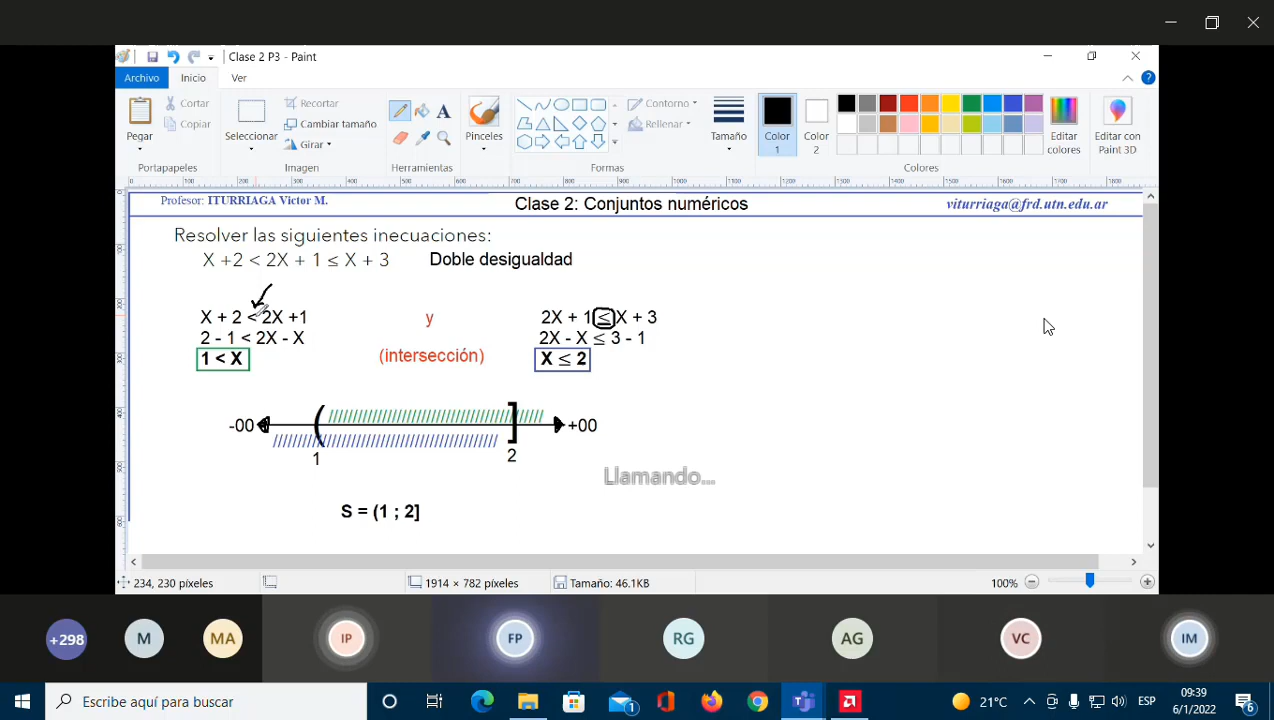 Clase 2 P3 - Paint
Archivo Inicio Ver
Pegar
Cortar
Copiar
Portapapeles
Seleccionar
Recortar
Cambiar tamaño
Girar
Imagen
A
Herramientas
Pinceles
Contorno
Rellenar
Formas
Tamaño
Color 1
Color 2
Editar colores
Editar con Paint 3D
Colores
Profesor: ITURRIAGA Victor M. Clase 2: Conjuntos numéricos viturriaga@frd.utn.edu.ar
Resolver las siguientes inecuaciones:
X +2 < 2X + 1 ≤ X + 3 Doble desigualdad
X + 2 < 2X +1 y 2X + 1 ≤ X + 3
2 - 1 < 2X - X 2X - X ≤ 3 - 1
1 < X (intersección) X ≤ 2
-00 ( ] +00
1 2
Llamando...
S = (1 ; 2]
234, 230 píxeles 1914 × 782 píxeles Tamaño: 46.1KB 100%
+298 M MA IP FP RG AG VC IM
Escribe aquí para buscar 1 21°C ESP 09:39
6/1/2022 6